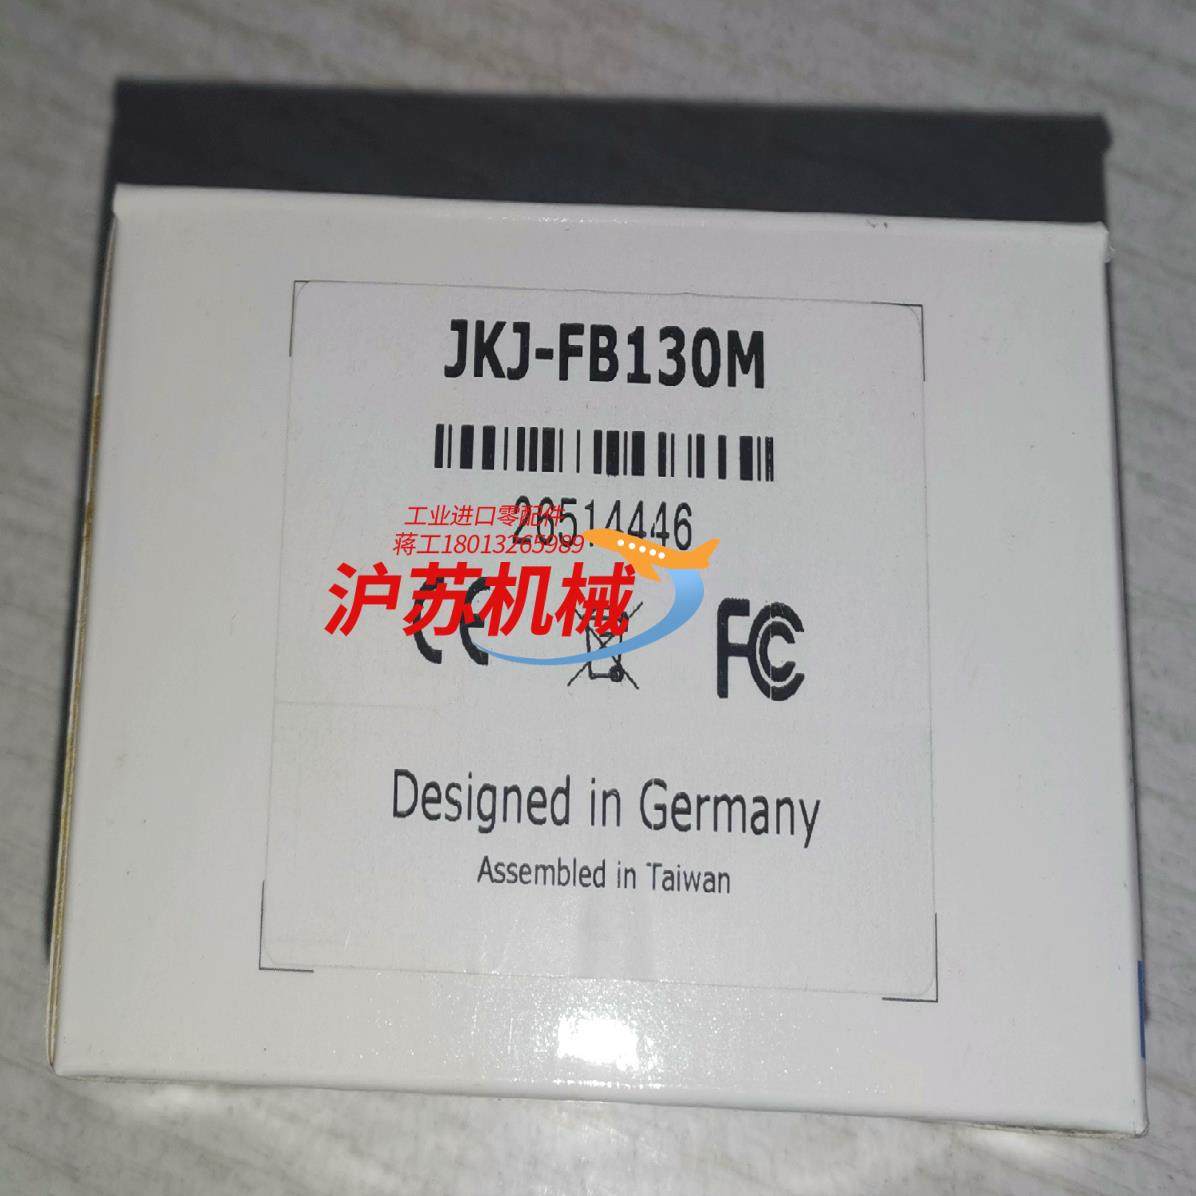 JKJ-FB130M
26514446
工业进口零配件
蒋工18013265989
沪苏机械
CE
FC
Designed in Germany
Assembled in Taiwan